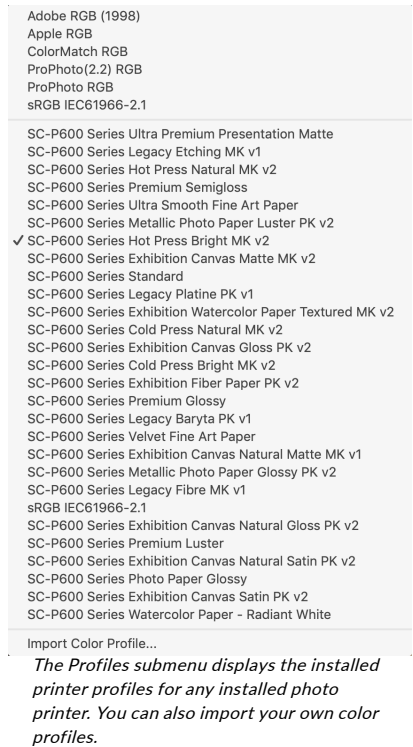 Adobe RGB (1998)
Apple RGB
ColorMatch RGB
ProPhoto(2.2) RGB
ProPhoto RGB
sRGB IEC61966-2.1
SC-P600 Series Ultra Premium Presentation Matte
SC-P600 Series Legacy Etching MK v1
SC-P600 Series Hot Press Natural MK v2
SC-P600 Series Premium Semigloss
SC-P600 Series Ultra Smooth Fine Art Paper
SC-P600 Series Metallic Photo Paper Luster PK v2
✓ SC-P600 Series Hot Press Bright MK v2
SC-P600 Series Exhibition Canvas Matte MK v2
SC-P600 Series Standard
SC-P600 Series Legacy Platine PK v1
SC-P600 Series Exhibition Watercolor Paper Textured MK v2
SC-P600 Series Cold Press Natural MK v2
SC-P600 Series Exhibition Canvas Gloss PK v2
SC-P600 Series Cold Press Bright MK v2
SC-P600 Series Exhibition Fiber Paper PK v2
SC-P600 Series Premium Glossy
SC-P600 Series Legacy Baryta PK v1
SC-P600 Series Velvet Fine Art Paper
SC-P600 Series Exhibition Canvas Natural Matte MK v1
SC-P600 Series Metallic Photo Paper Glossy PK v2
SC-P600 Series Legacy Fibre MK v1
sRGB IEC61966-2.1
SC-P600 Series Exhibition Canvas Natural Gloss PK v2
SC-P600 Series Premium Luster
SC-P600 Series Exhibition Canvas Natural Satin PK v2
SC-P600 Series Photo Paper Glossy
SC-P600 Series Exhibition Canvas Satin PK v2
SC-P600 Series Watercolor Paper - Radiant White
Import Color Profile...
The Profiles submenu displays the installed
printer profiles for any installed photo
printer. You can also import your own color
profiles.